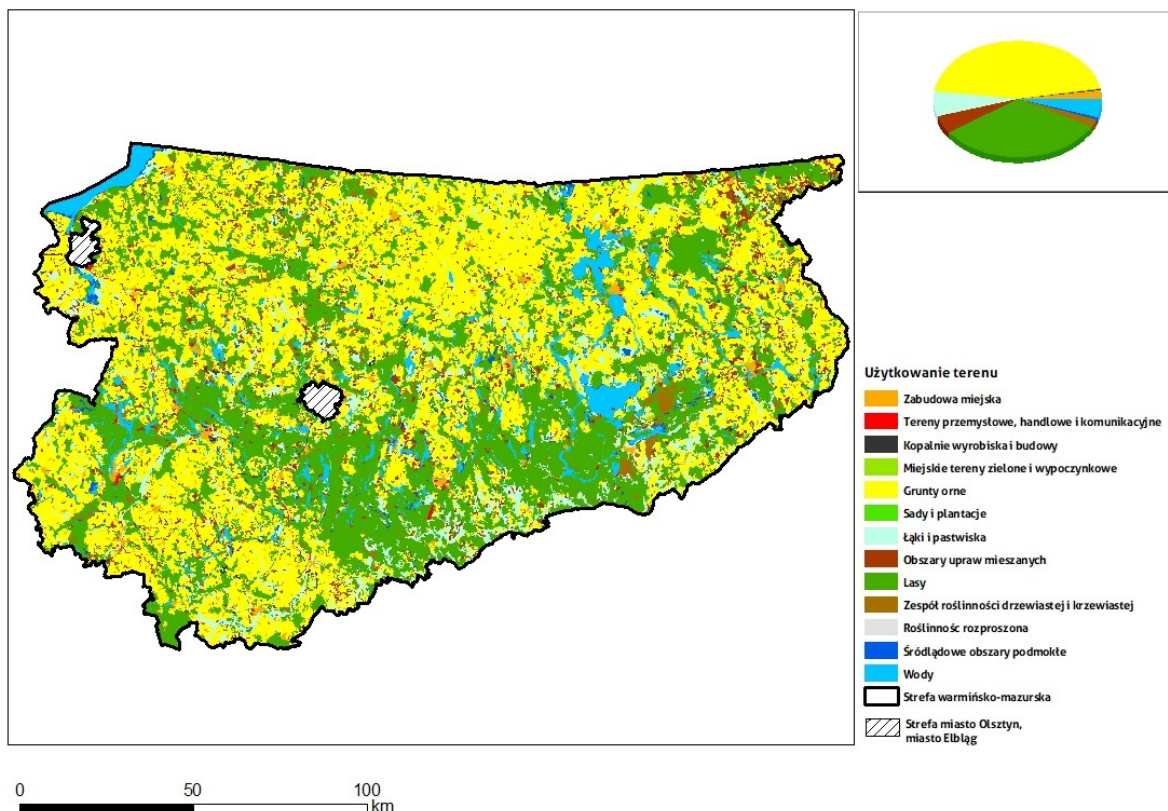 Użytkowanie terenu
Zabudowa miejska
Tereny przemysłowe, handlowe i komunikacyjne
Kopalnie wyrobiska i budowy
Miejskie tereny zielone i wypoczynkowe
Grunty orne
Sady i plantacje
Łąki i pastwiska
Obszary upraw mieszanych
Lasy
Zespół roślinności drzewiastej i krzewiastej
Roślinnośc rozproszona
Śródlądowe obszary podmokłe
Wody
Strefa warmińsko-mazurska
Strefa miasto Olsztyn,
miasto Elbląg
0 50 100
km